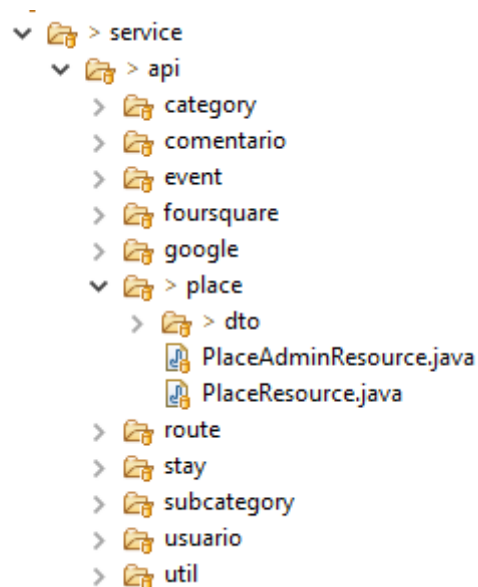 > service
> api
category
comentario
event
foursquare
google
> place
> dto
PlaceAdminResource.java
PlaceResource.java
route
stay
subcategory
usuario
util